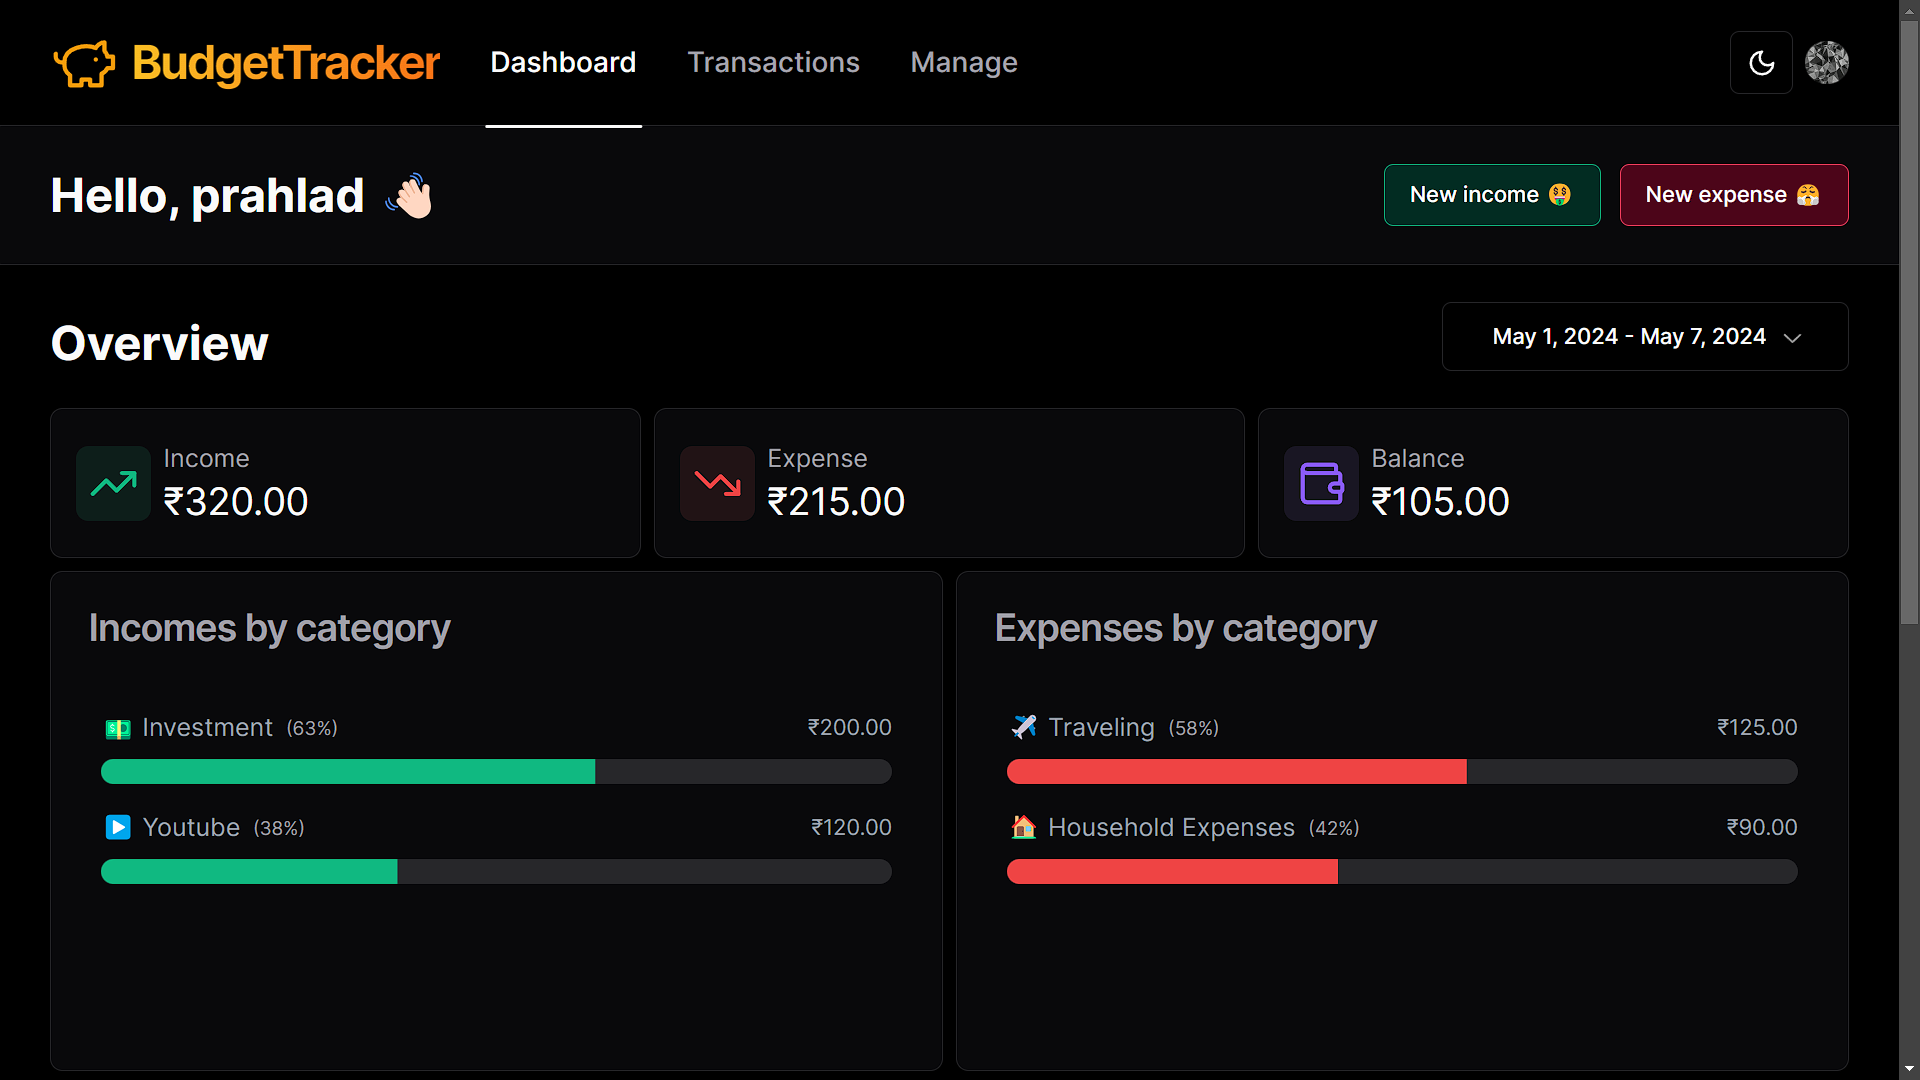 BudgetTracker Dashboard Transactions Manage
Hello, prahlad 👋🏻
New income 🤑 New expense 😤
Overview
May 1, 2024 - May 7, 2024
Income
₹320.00
Expense
₹215.00
Balance
₹105.00
Incomes by category
💵 Investment (63%) ₹200.00
▶️ Youtube (38%) ₹120.00
Expenses by category
✈️ Traveling (58%) ₹125.00
🏠 Household Expenses (42%) ₹90.00